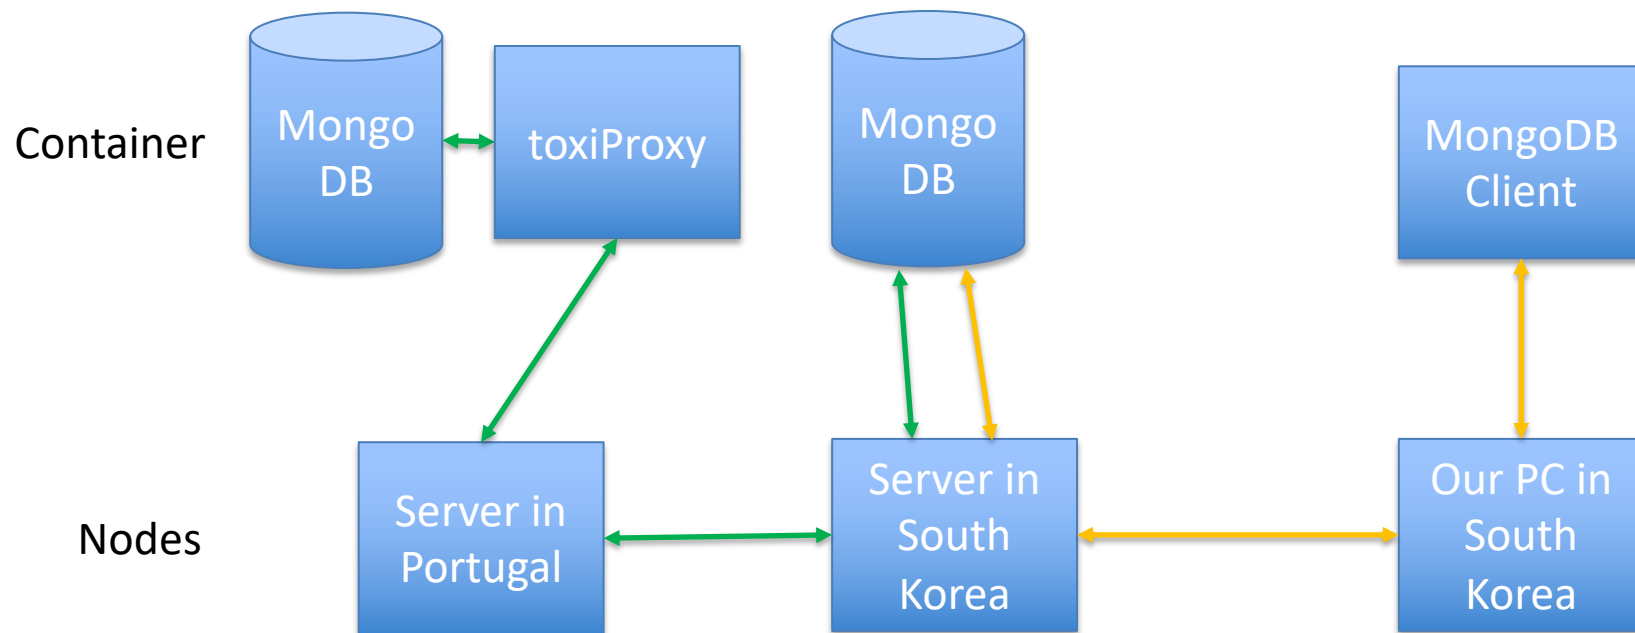 Container
Mongo
DB
toxiProxy
Mongo
DB
MongoDB
Client
Nodes
Server in
Portugal
Server in
South
Korea
Our PC in
South
Korea